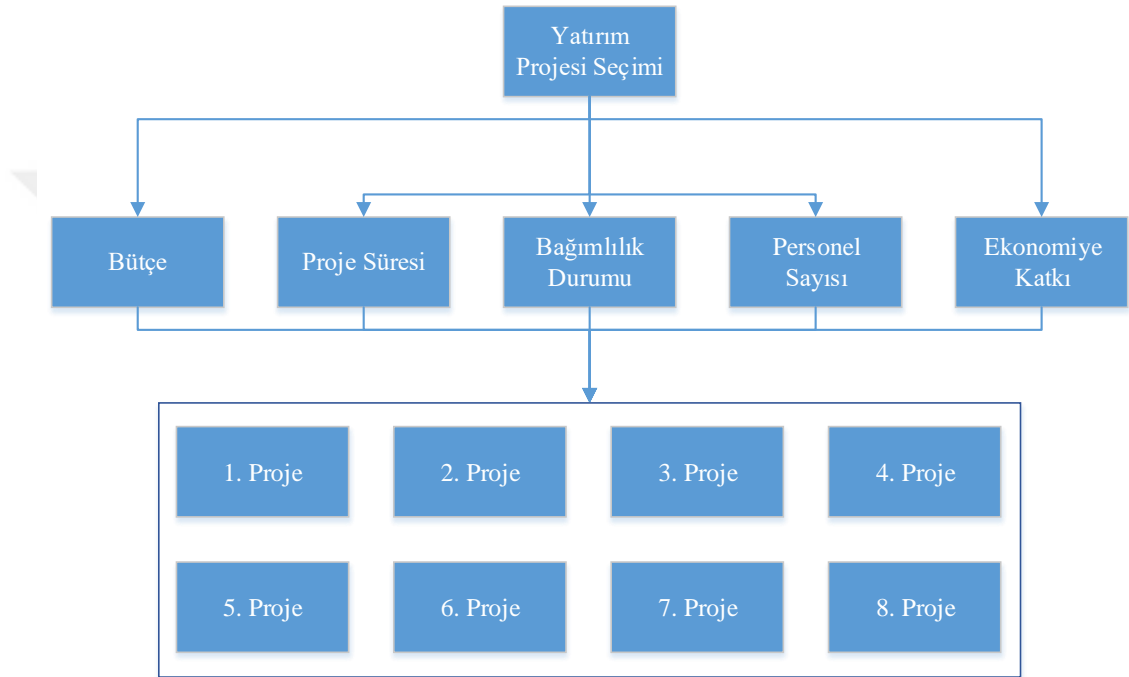 Yatırım
Projesi Seçimi
Bütçe
Proje Süresi
Bağımlılık
Durumu
Personel
Sayısı
Ekonomiye
Katkı
1. Proje
2. Proje
3. Proje
4. Proje
5. Proje
6. Proje
7. Proje
8. Proje